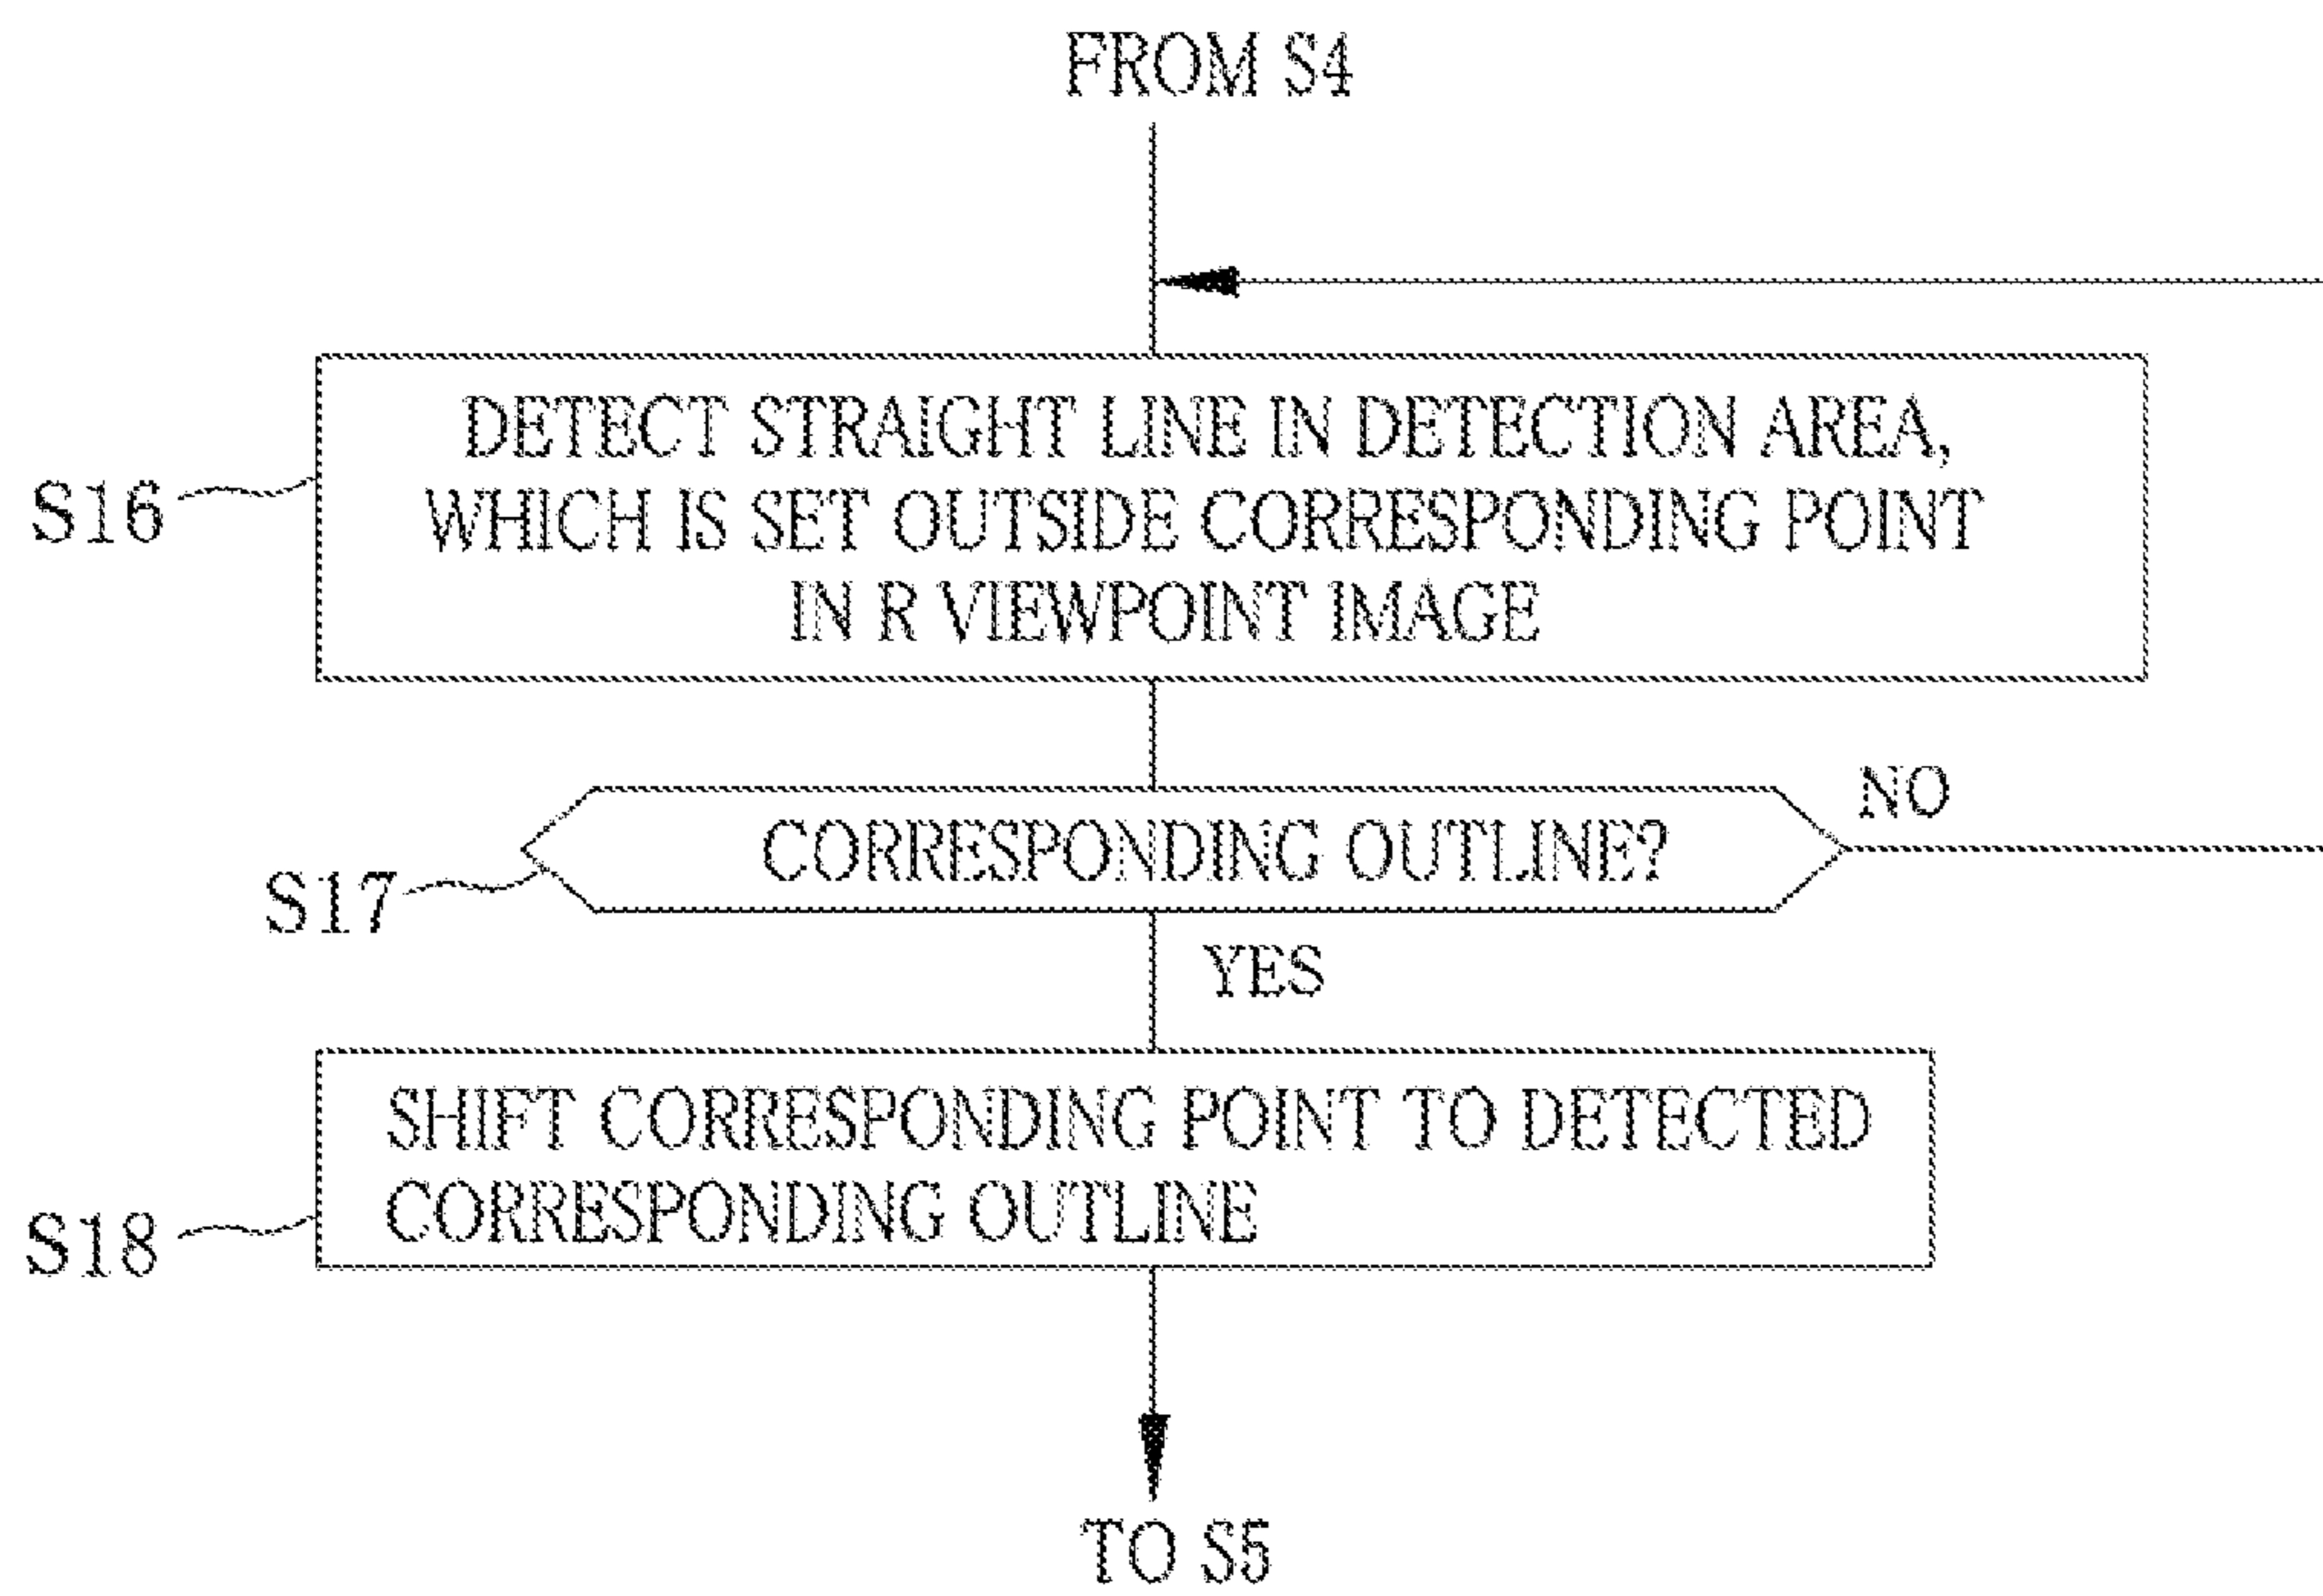 FROM S4
DETECT STRAIGHT LINE IN DETECTION AREA,
WHICH IS SET OUTSIDE CORRESPONDING POINT
IN R VIEWPOINT IMAGE
S16
NO
CORRESPONDING OUTLINE?
S17
YES
SHIFT CORRESPONDING POINT TO DETECTED
CORRESPONDING OUTLINE
S18
TO S5